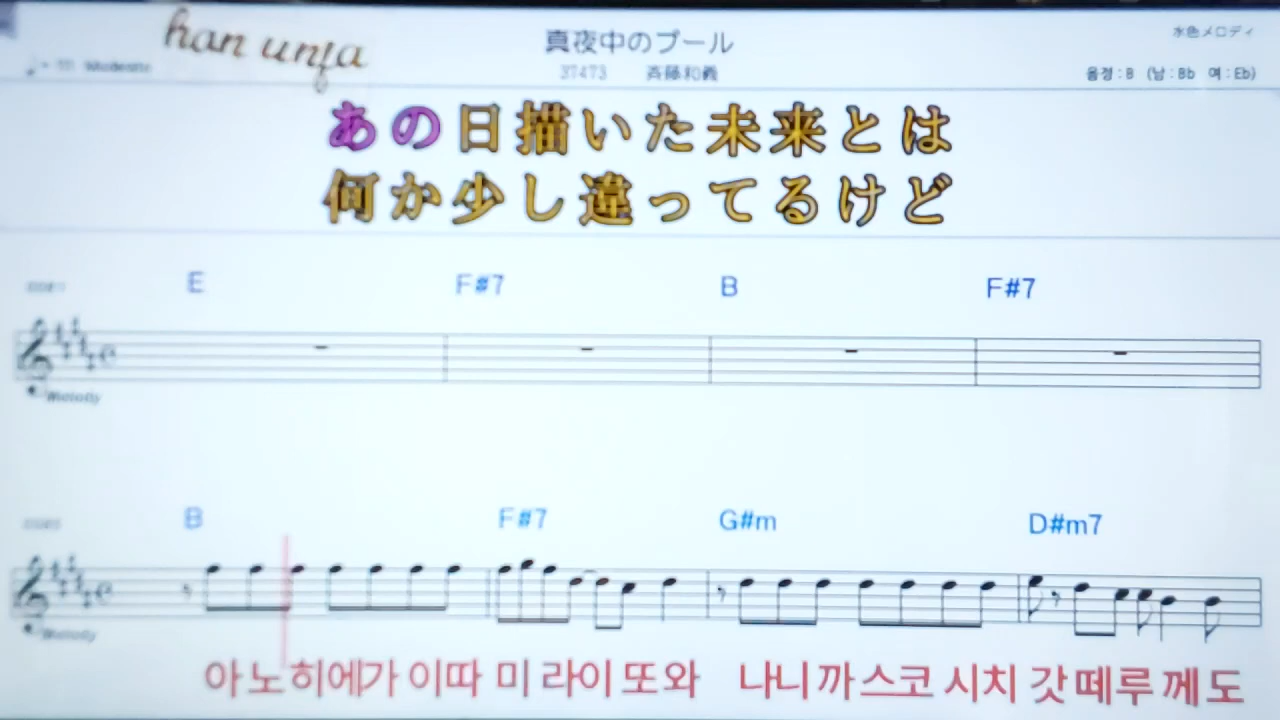 han unja
真夜中のプール
水色メロディ
37473 斉藤和義
음정 : B (남 : Bb 여 : Eb)
Moderato
あの日描いた未来とは
何か少し違ってるけど
E F#7 B F#7
Melody
B F#7 G#m D#m7
Melody
아노히에가이따 미라이또와 나니까스코시치갓떼루께도